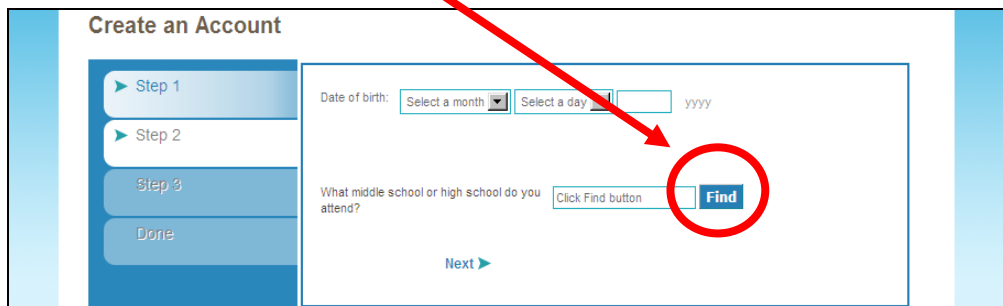 Create an Account
Step 1
Step 2
Step 3
Done
Date of birth: Select a month Select a day yyyy
What middle school or high school do you
attend?
Click Find button Find
Next